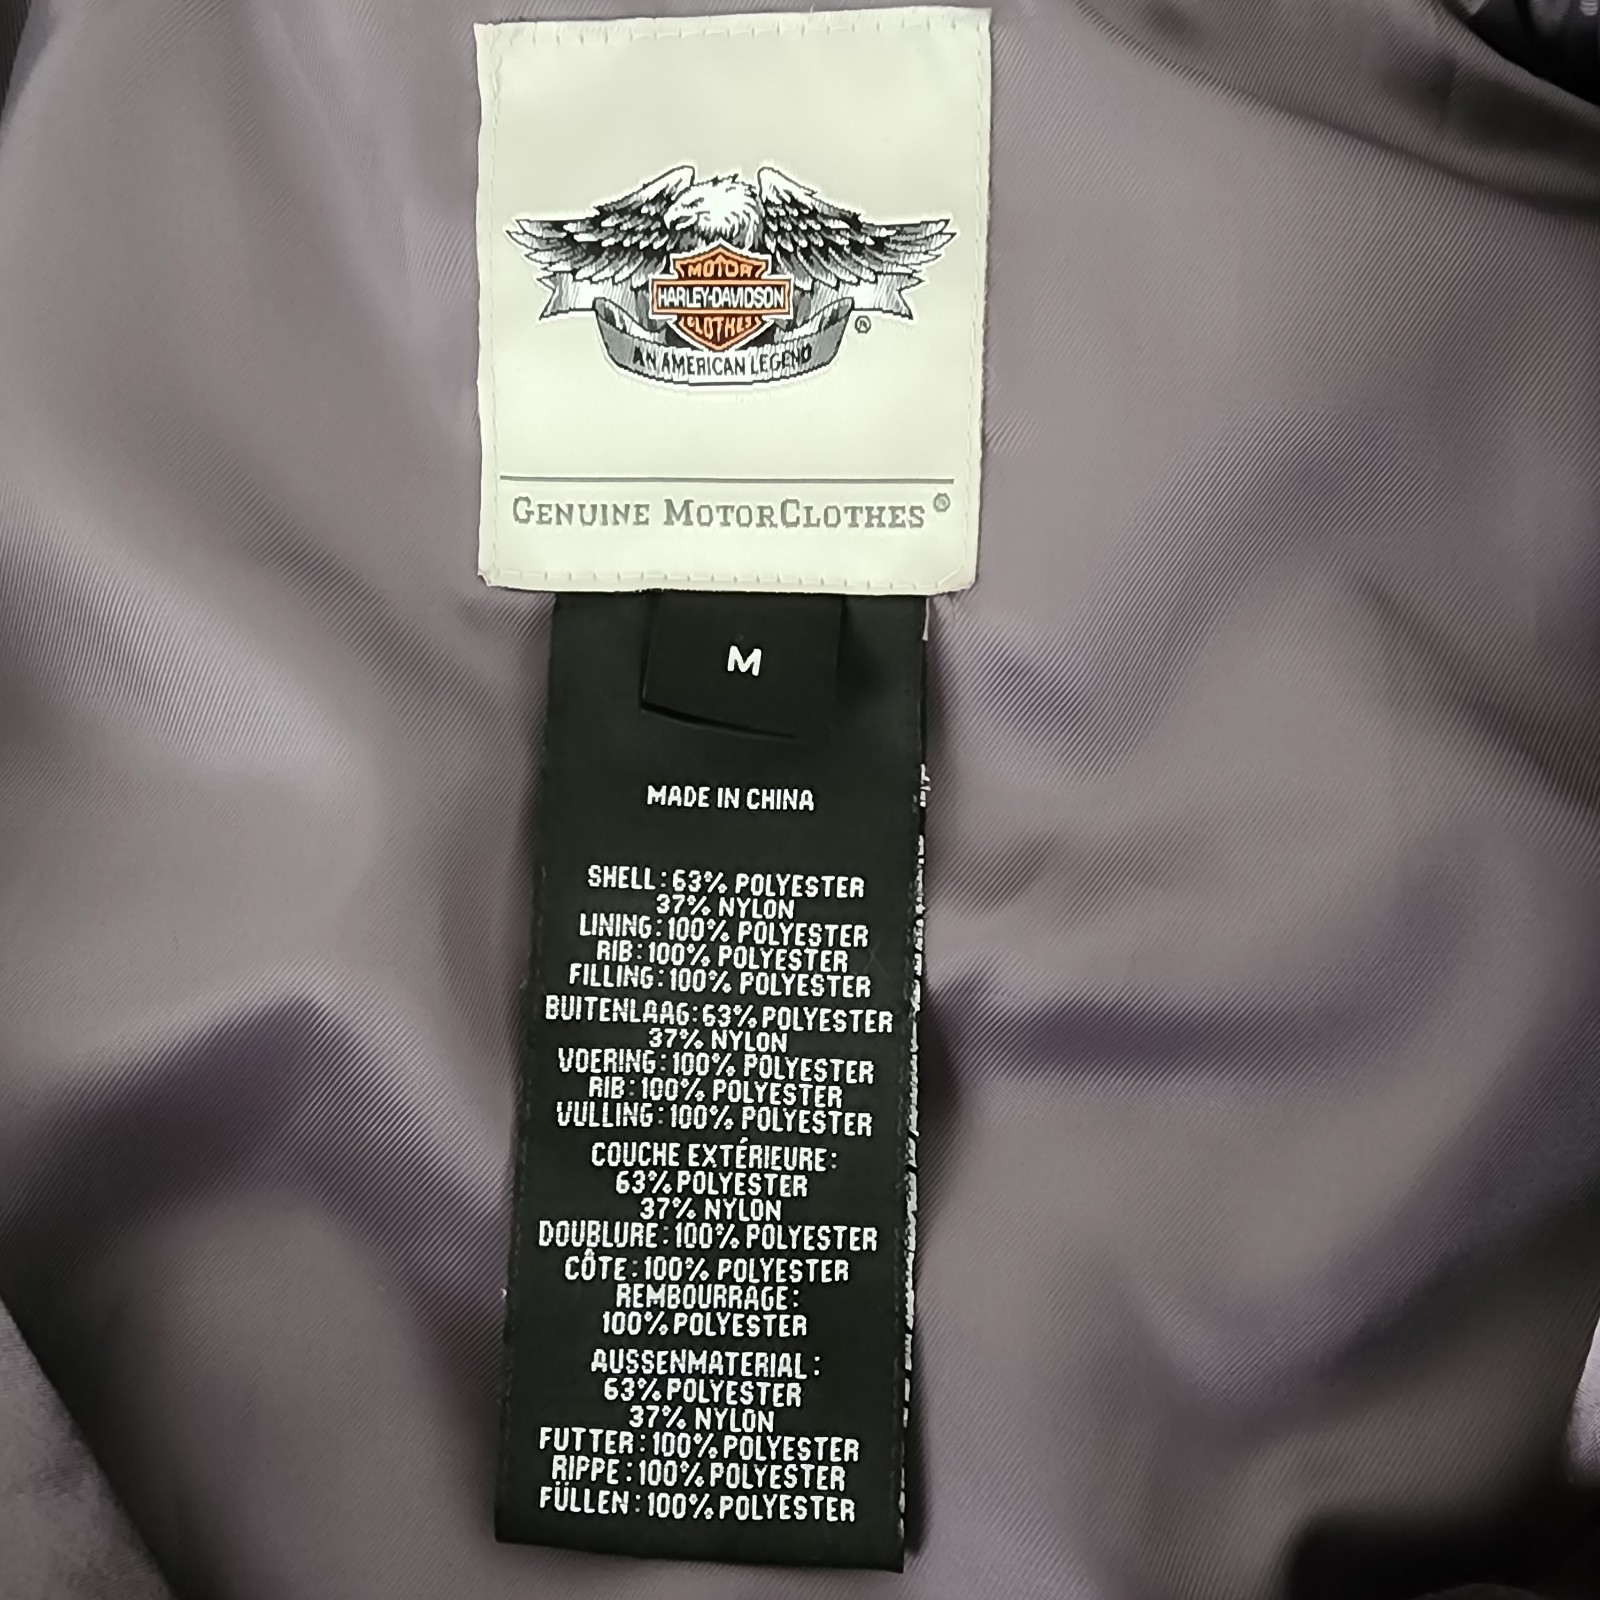 MOTOR
HARLEY-DAVIDSON
CLOTHES
®
AN AMERICAN LEGEND
GENUINE MOTORCLOTHES®
M
MADE IN CHINA
SHELL:63% POLYESTER
37% NYLON
LINING:100% POLYESTER
RIB:100% POLYESTER
FILLING:100% POLYESTER
BUITENLAAG:63% POLYESTER
37% NYLON
VOERING:100% POLYESTER
RIB:100% POLYESTER
VULLING:100% POLYESTER
COUCHE EXTÉRIEURE:
63% POLYESTER
37% NYLON
DOUBLURE:100% POLYESTER
CÔTE:100% POLYESTER
REMBOURRAGE:
100% POLYESTER
AUSSENMATERIAL:
63% POLYESTER
37% NYLON
FUTTER:100% POLYESTER
RIPPE:100% POLYESTER
FÜLLEN:100% POLYESTER